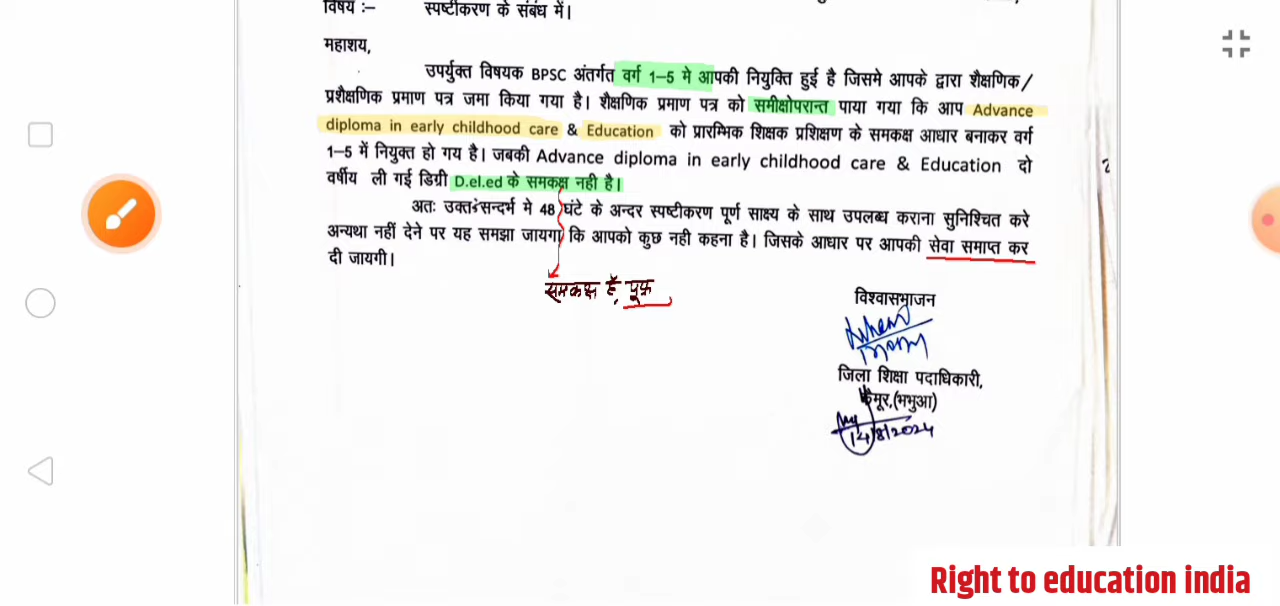 विषय :– स्पष्टीकरण के संबंध में।
महाशय,
उपर्युक्त विषयक BPSC अंतर्गत वर्ग 1–5 मे आपकी नियुक्ति हुई है जिसमे आपके द्वारा शैक्षणिक/
प्रशैक्षणिक प्रमाण पत्र जमा किया गया है। शैक्षणिक प्रमाण पत्र को समीक्षोपरान्त पाया गया कि आप Advance
diploma in early childhood care & Education को प्रारम्भिक शिक्षक प्रशिक्षण के समकक्ष आधार बनाकर वर्ग
1–5 में नियुक्त हो गय है। जबकी Advance diploma in early childhood care & Education दो
वर्षीय ली गई डिग्री D.el.ed के समकक्ष नही है।
अतः उक्त सन्दर्भ मे 48 घंटे के अन्दर स्पष्टीकरण पूर्ण साक्ष्य के साथ उपलब्ध कराना सुनिश्चित करे
अन्यथा नहीं देने पर यह समझा जायगा कि आपको कुछ नही कहना है। जिसके आधार पर आपकी सेवा समाप्त कर
दी जायगी।
समकक्ष है,
विश्वासभाजन
जिला शिक्षा पदाधिकारी,
कैमूर,(भभुआ)
14/8/2024
Right to education india